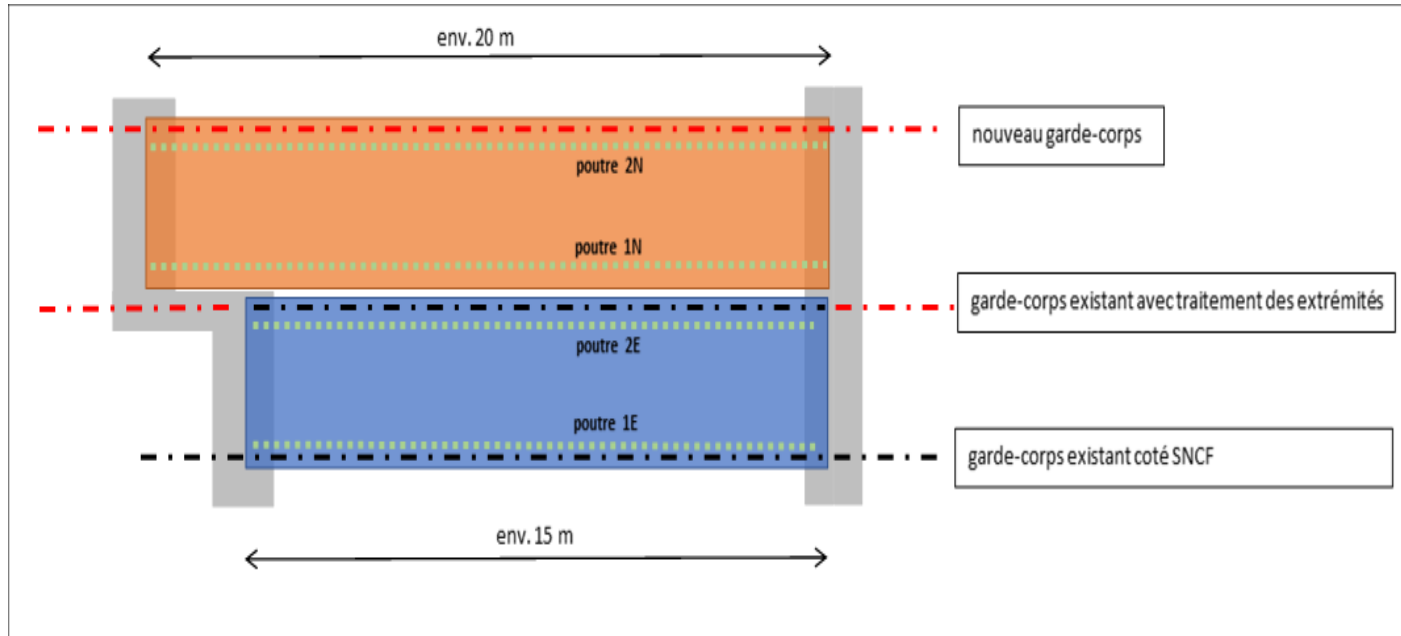 env. 20 m
nouveau garde-corps
poutre 2N
poutre 1N
garde-corps existant avec traitement des extrémités
poutre 2E
poutre 1E
garde-corps existant coté SNCF
env. 15 m